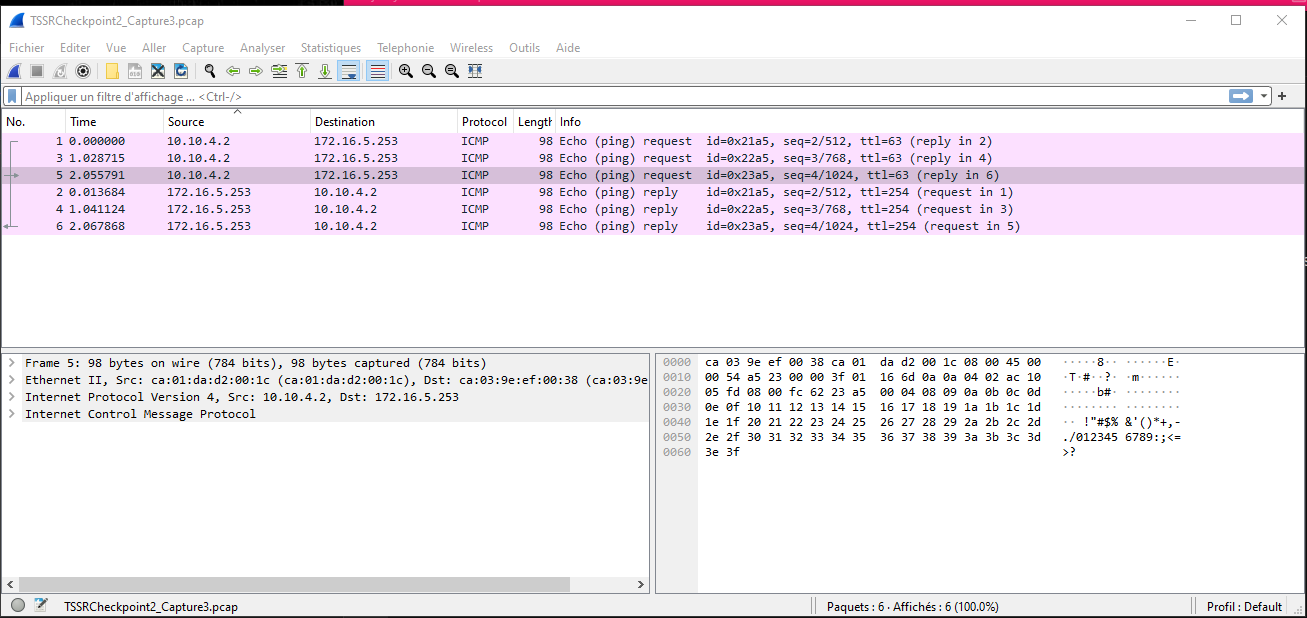 TSSRCheckpoint2_Capture3.pcap
Fichier Editer Vue Aller Capture Analyser Statistiques Telephonie Wireless Outils Aide
Appliquer un filtre d'affichage ... <Ctrl-/>
No. Time Source Destination Protocol Length Info
1 0.000000 10.10.4.2 172.16.5.253 ICMP 98 Echo (ping) request id=0x21a5, seq=2/512, ttl=63 (reply in 2)
3 1.028715 10.10.4.2 172.16.5.253 ICMP 98 Echo (ping) request id=0x22a5, seq=3/768, ttl=63 (reply in 4)
5 2.055791 10.10.4.2 172.16.5.253 ICMP 98 Echo (ping) request id=0x23a5, seq=4/1024, ttl=63 (reply in 6)
2 0.013684 172.16.5.253 10.10.4.2 ICMP 98 Echo (ping) reply id=0x21a5, seq=2/512, ttl=254 (request in 1)
4 1.041124 172.16.5.253 10.10.4.2 ICMP 98 Echo (ping) reply id=0x22a5, seq=3/768, ttl=254 (request in 3)
6 2.067868 172.16.5.253 10.10.4.2 ICMP 98 Echo (ping) reply id=0x23a5, seq=4/1024, ttl=254 (request in 5)
Frame 5: 98 bytes on wire (784 bits), 98 bytes captured (784 bits)
Ethernet II, Src: ca:01:da:d2:00:1c (ca:01:da:d2:00:1c), Dst: ca:03:9e:ef:00:38 (ca:03:9e
Internet Protocol Version 4, Src: 10.10.4.2, Dst: 172.16.5.253
Internet Control Message Protocol
0000 ca 03 9e ef 00 38 ca 01 da d2 00 1c 08 00 45 00 ·····8·· ······E·
0010 00 54 a5 23 00 00 3f 01 16 6d 0a 0a 04 02 ac 10 ·T·#··?· ·m······
0020 05 fd 08 00 fc 62 23 a5 00 04 08 09 0a 0b 0c 0d ·····b#· ········
0030 0e 0f 10 11 12 13 14 15 16 17 18 19 1a 1b 1c 1d ········ ········
0040 1e 1f 20 21 22 23 24 25 26 27 28 29 2a 2b 2c 2d ·· !"#$% &'()*+,-
0050 2e 2f 30 31 32 33 34 35 36 37 38 39 3a 3b 3c 3d ./012345 6789:;<=
0060 3e 3f >?
TSSRCheckpoint2_Capture3.pcap Paquets : 6 · Affichés : 6 (100.0%) Profil : Default